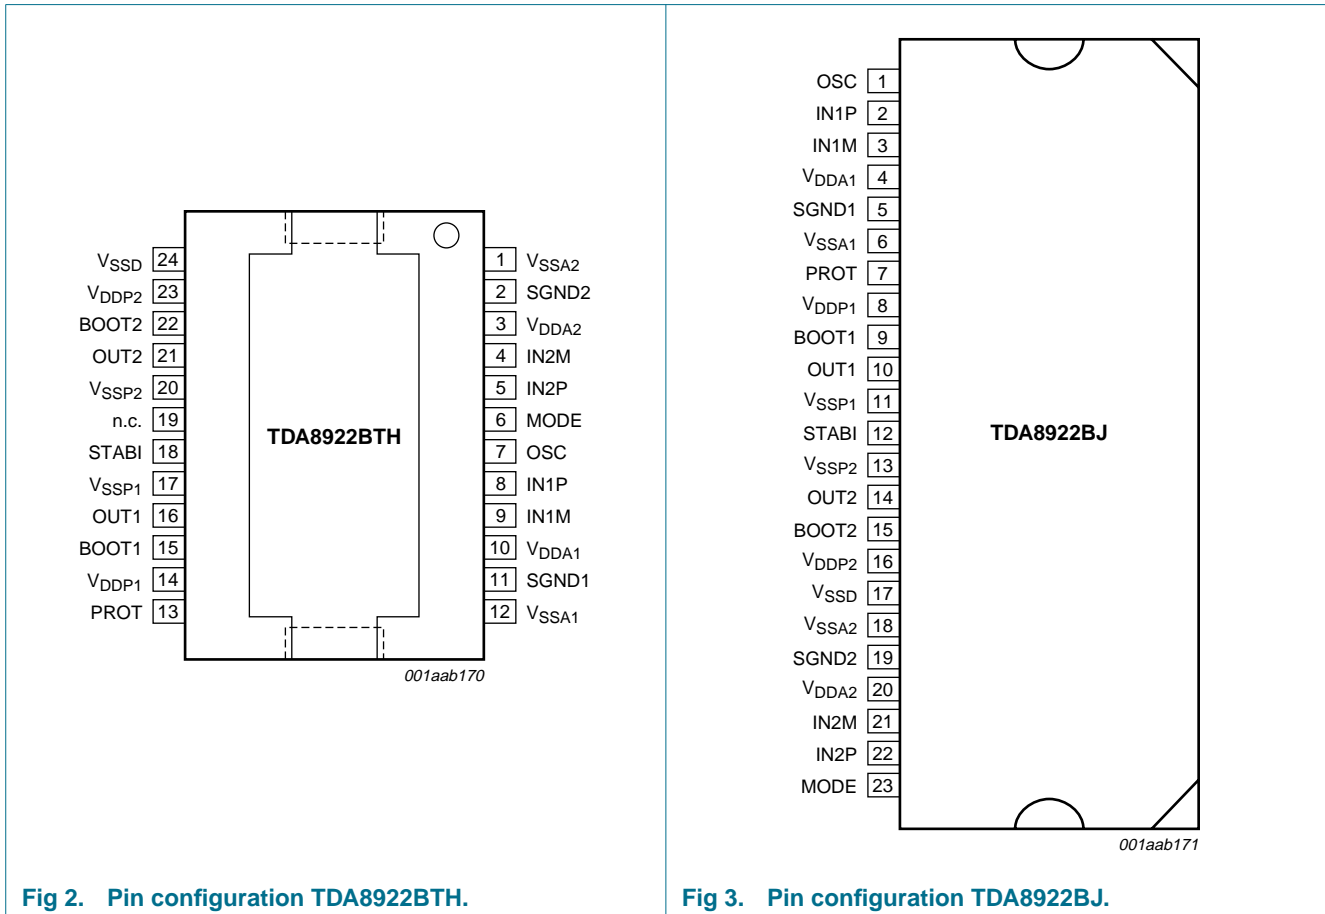 VSSD 24
VDDP2 23
BOOT2 22
OUT2 21
VSSP2 20
n.c. 19
STABI 18
VSSP1 17
OUT1 16
BOOT1 15
VDDP1 14
PROT 13
TDA8922BTH
1 VSSA2
2 SGND2
3 VDDA2
4 IN2M
5 IN2P
6 MODE
7 OSC
8 IN1P
9 IN1M
10 VDDA1
11 SGND1
12 VSSA1
001aab170
Fig 2. Pin configuration TDA8922BTH.
OSC 1
IN1P 2
IN1M 3
VDDA1 4
SGND1 5
VSSA1 6
PROT 7
VDDP1 8
BOOT1 9
OUT1 10
VSSP1 11
STABI 12
VSSP2 13
OUT2 14
BOOT2 15
VDDP2 16
VSSD 17
VSSA2 18
SGND2 19
VDDA2 20
IN2M 21
IN2P 22
MODE 23
TDA8922BJ
001aab171
Fig 3. Pin configuration TDA8922BJ.